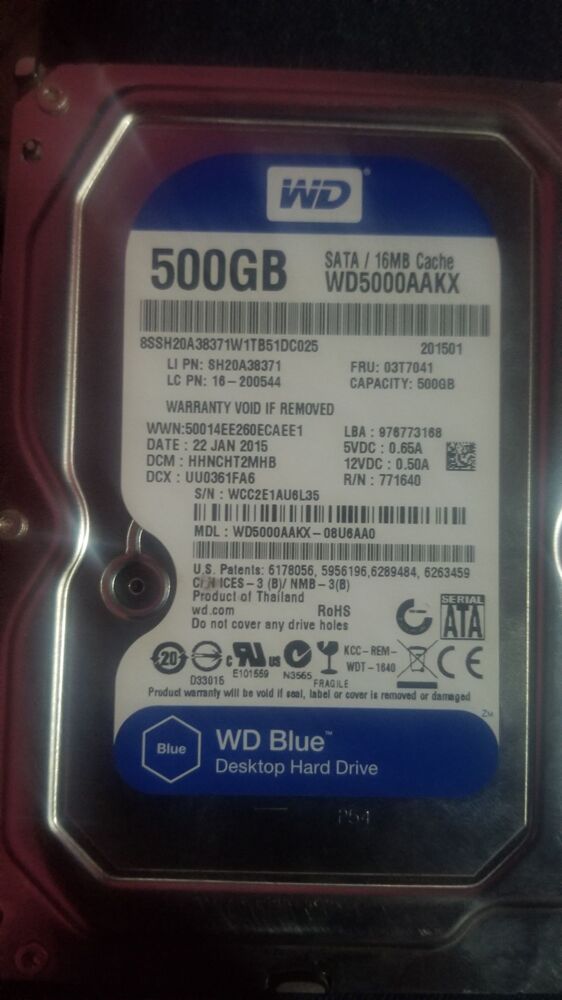 WD
500GB
SATA / 16MB Cache
WD5000AAKX
8SSH20A38371W1TB51DC025
201501
LI PN: SH20A38371
FRU: 03T7041
LC PN: 16-200544
CAPACITY: 500GB
WARRANTY VOID IF REMOVED
WWN:50014EE260ECAEE1
LBA : 976773168
DATE : 22 JAN 2015
5VDC : 0.65A
DCM : HHNCHT2MHB
12VDC : 0.50A
DCX : UU0361FA6
R/N : 771640
S/N : WCC2E1AU6L35
MDL : WD5000AAKX-08U6AA0
U.S. Patents: 6178056, 5956196,6289484, 6263459
ICES-3 (B)/ NMB-3(B)
Product of Thailand
wd.com
RoHS
Do not cover any drive holes
SERIAL
ATA
20
D33015
E101559
N3565
FRAGILE
KCC-REM-
WDT-1640
CE
Product warranty will be void if seal, label or cover is removed or damaged
Blue
WD Blue™
Desktop Hard Drive
P54